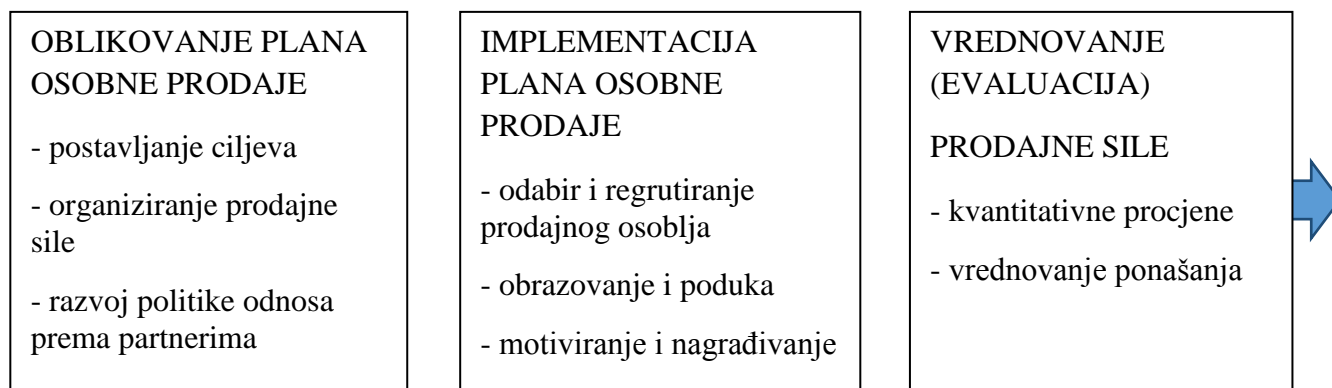 OBLIKOVANJE PLANA
OSOBNE PRODAJE
- postavljanje ciljeva
- organiziranje prodajne
sile
- razvoj politike odnosa
prema partnerima
IMPLEMENTACIJA
PLANA OSOBNE
PRODAJE
- odabir i regrutiranje
prodajnog osoblja
- obrazovanje i poduka
- motiviranje i nagrađivanje
VREDNOVANJE
(EVALUACIJA)
PRODAJNE SILE
- kvantitativne procjene
- vrednovanje ponašanja